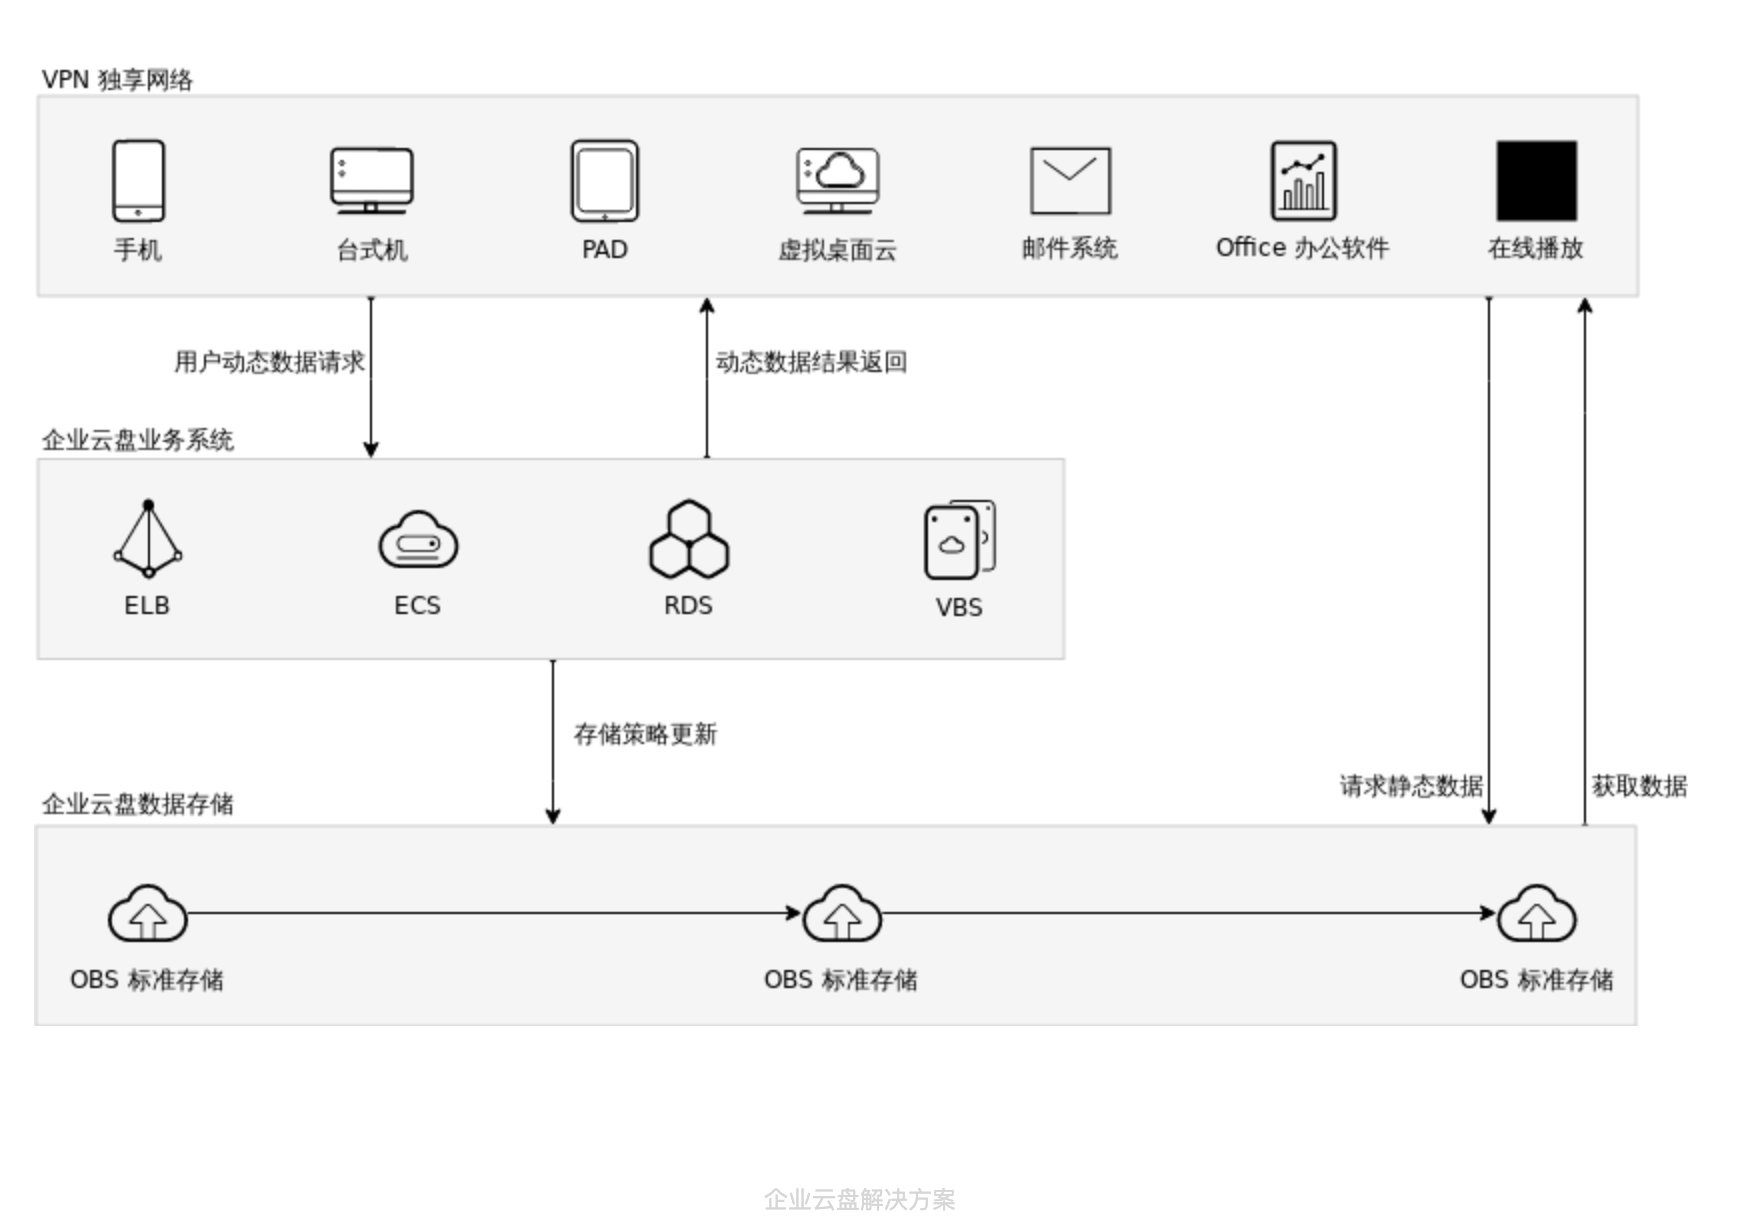 VPN 独享网络
手机
台式机
PAD
虚拟桌面云
邮件系统
Office 办公软件
在线播放
用户动态数据请求
动态数据结果返回
企业云盘业务系统
ELB
ECS
RDS
VBS
存储策略更新
请求静态数据
获取数据
企业云盘数据存储
OBS 标准存储
OBS 标准存储
OBS 标准存储
企业云盘解决方案